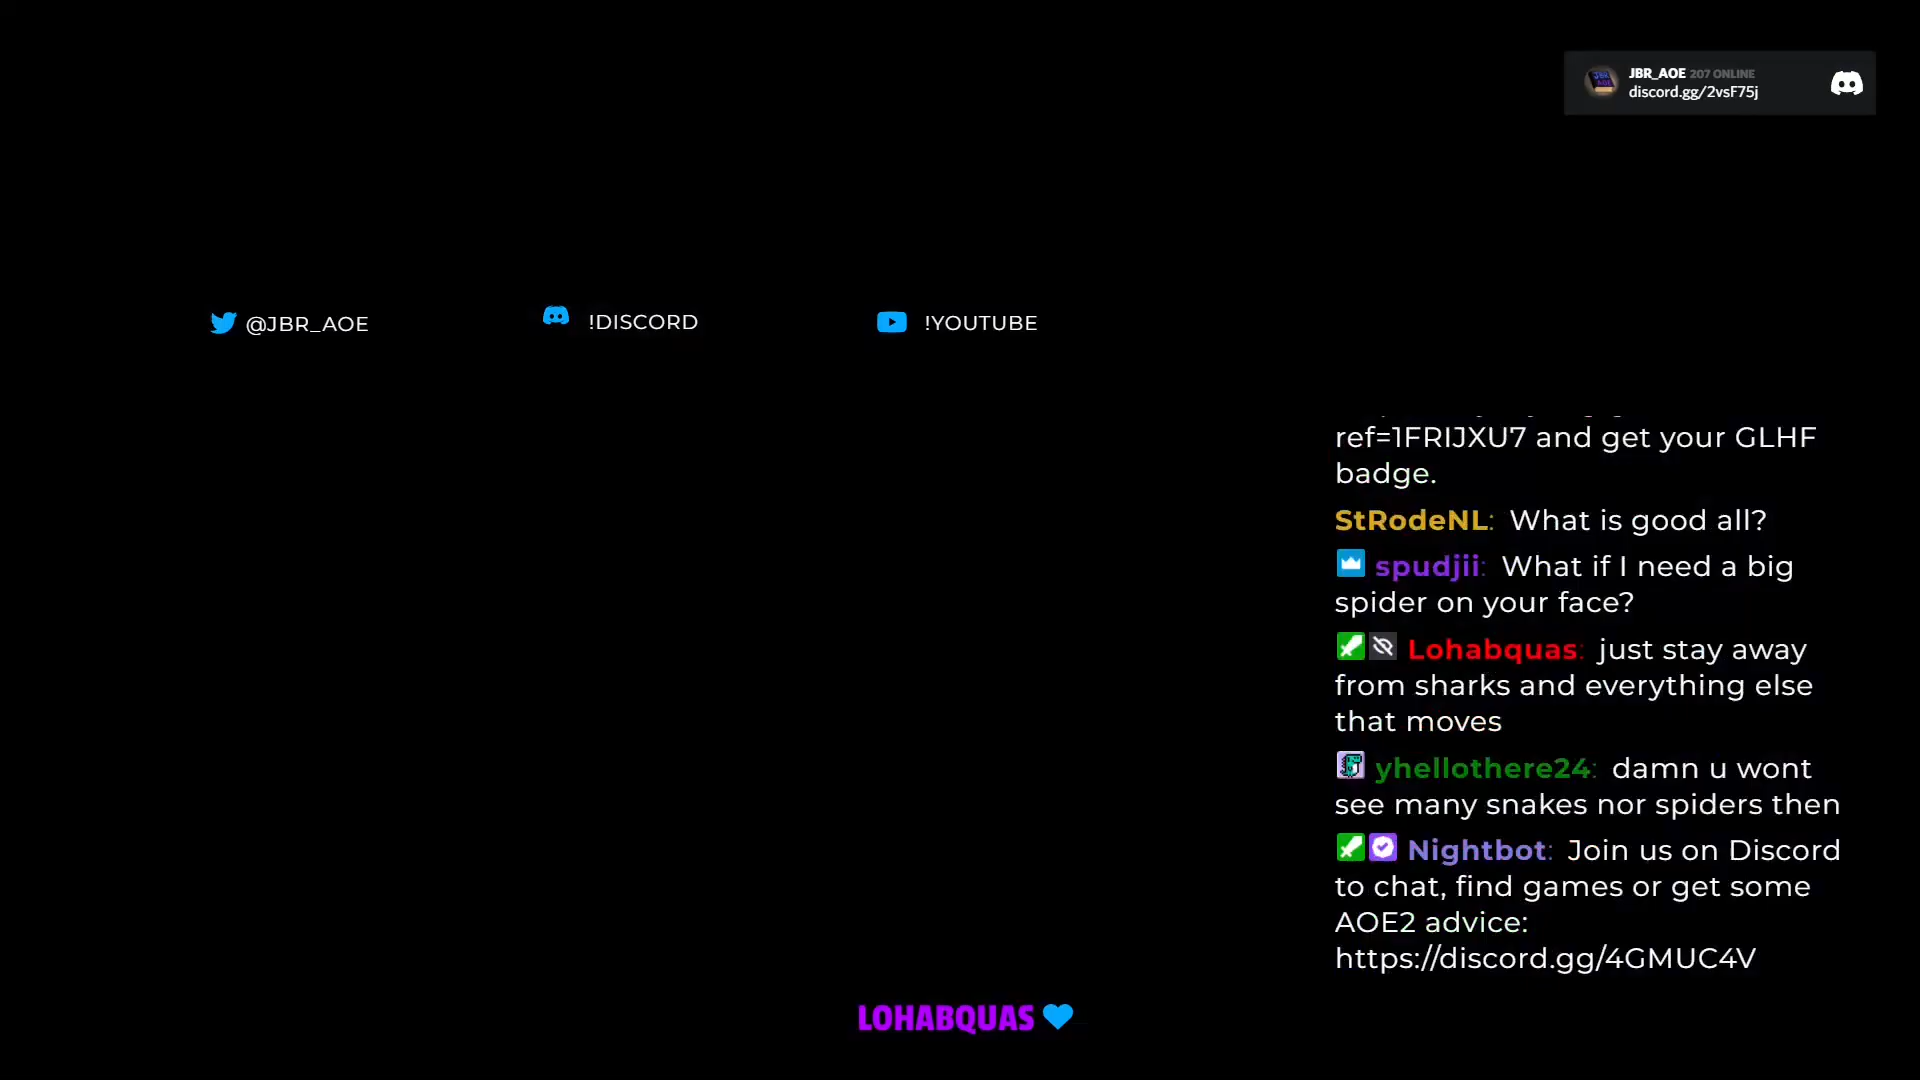 JBR_AOE 207 ONLINE
discord.gg/2vsF75j
@JBR_AOE
!DISCORD
!YOUTUBE
ref=1FRIJXU7 and get your GLHF
badge.
StRodeNL: What is good all?
spudjii: What if I need a big
spider on your face?
Lohabquas: just stay away
from sharks and everything else
that moves
yhellothere24: damn u wont
see many snakes nor spiders then
Nightbot: Join us on Discord
to chat, find games or get some
AOE2 advice:
https://discord.gg/4GMUC4V
LOHABQUAS